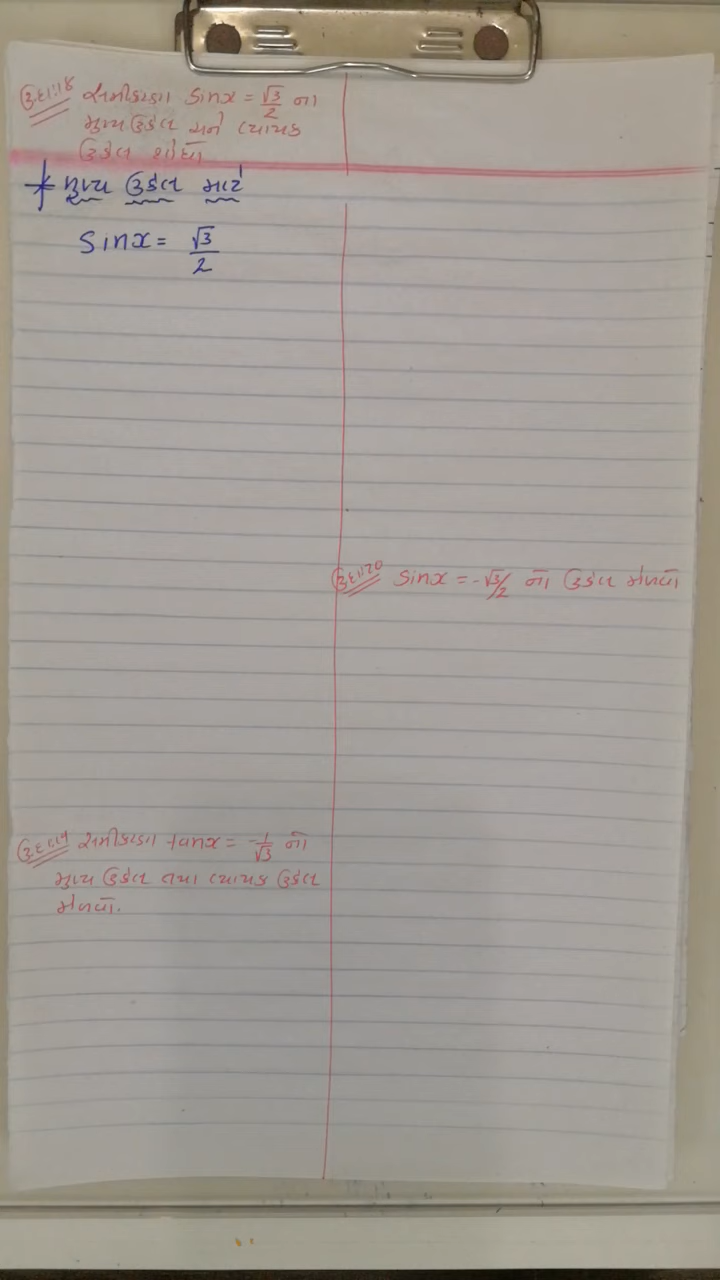 ઉદા:18 સમીકરણ sinx = √3/2 ના
મુખ્ય ઉકેલ અને વ્યાપક
ઉકેલ શોધો
* મુખ્ય ઉકેલ માટે
Sinx = √3/2
ઉદા:20 sinx = -√3/2 નો ઉકેલ મેળવો
ઉદા:19 સમીકરણ tanx = -1/√3 નો
મુખ્ય ઉકેલ તથા વ્યાપક ઉકેલ
મેળવો.